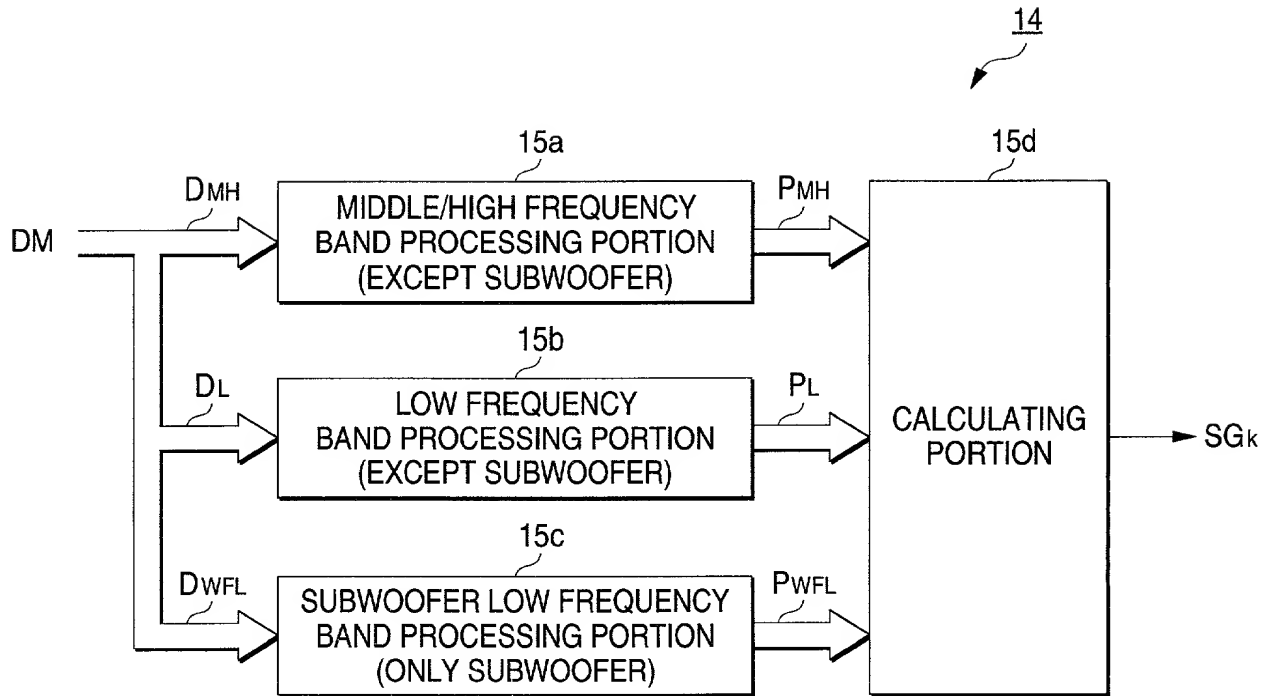 14
15a
15d
DM
DMH
MIDDLE/HIGH FREQUENCY
BAND PROCESSING PORTION
(EXCEPT SUBWOOFER)
PMH
15b
DL
LOW FREQUENCY
BAND PROCESSING PORTION
(EXCEPT SUBWOOFER)
PL
CALCULATING
PORTION
SGk
15c
DWFL
SUBWOOFER LOW FREQUENCY
BAND PROCESSING PORTION
(ONLY SUBWOOFER)
PWFL